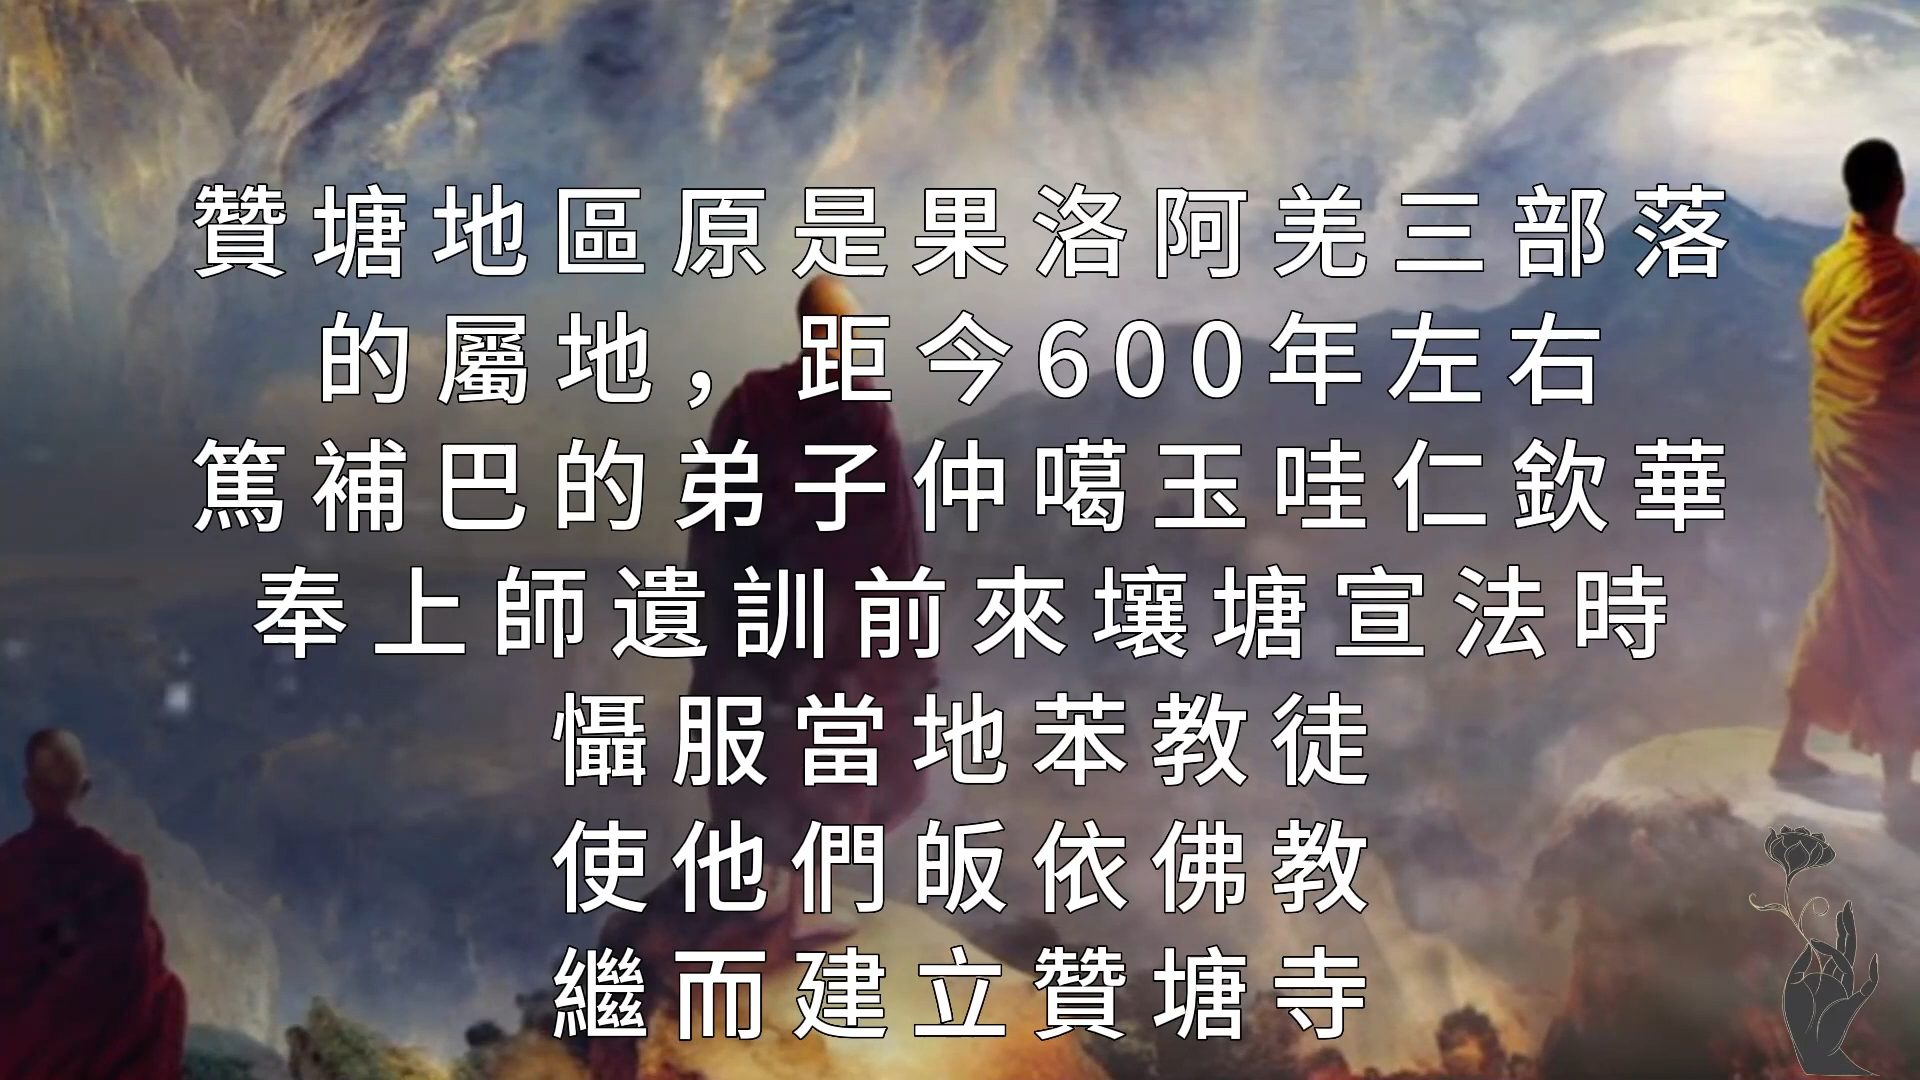 贊塘地區原是果洛阿羌三部落
的屬地，距今600年左右
篤補巴的弟子仲噶玉哇仁欽華
奉上師遺訓前來壤塘宣法時
懾服當地苯教徒
使他們皈依佛教
繼而建立贊塘寺